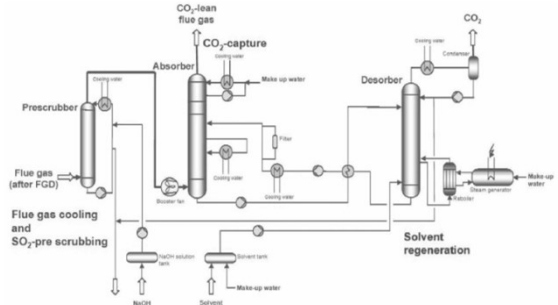 CO₂-lean
flue gas
CO₂
CO₂-capture
Cooling water
Condenser
Cooling water
Absorber
Cooling water
Make up water
Desorber
Prescrubber
Filter
Flue gas
(after FGD)
Cooling water
Cooling water
Booster fan
Reboiler
Steam generator
Make-up
water
Flue gas cooling
and
SO₂-pre scrubbing
Solvent
regeneration
NaOH solution
tank
Solvent tank
NaOH
Solvent
Make-up water